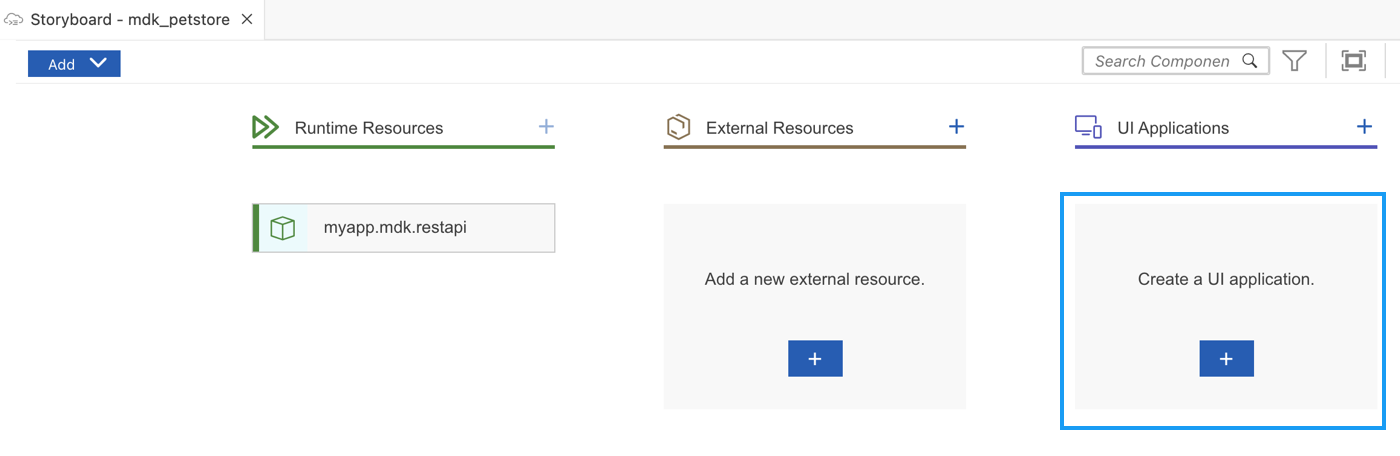 Storyboard - mdk_petstore
Add
Search Componen
Runtime Resources
External Resources
UI Applications
myapp.mdk.restapi
Add a new external resource.
Create a UI application.